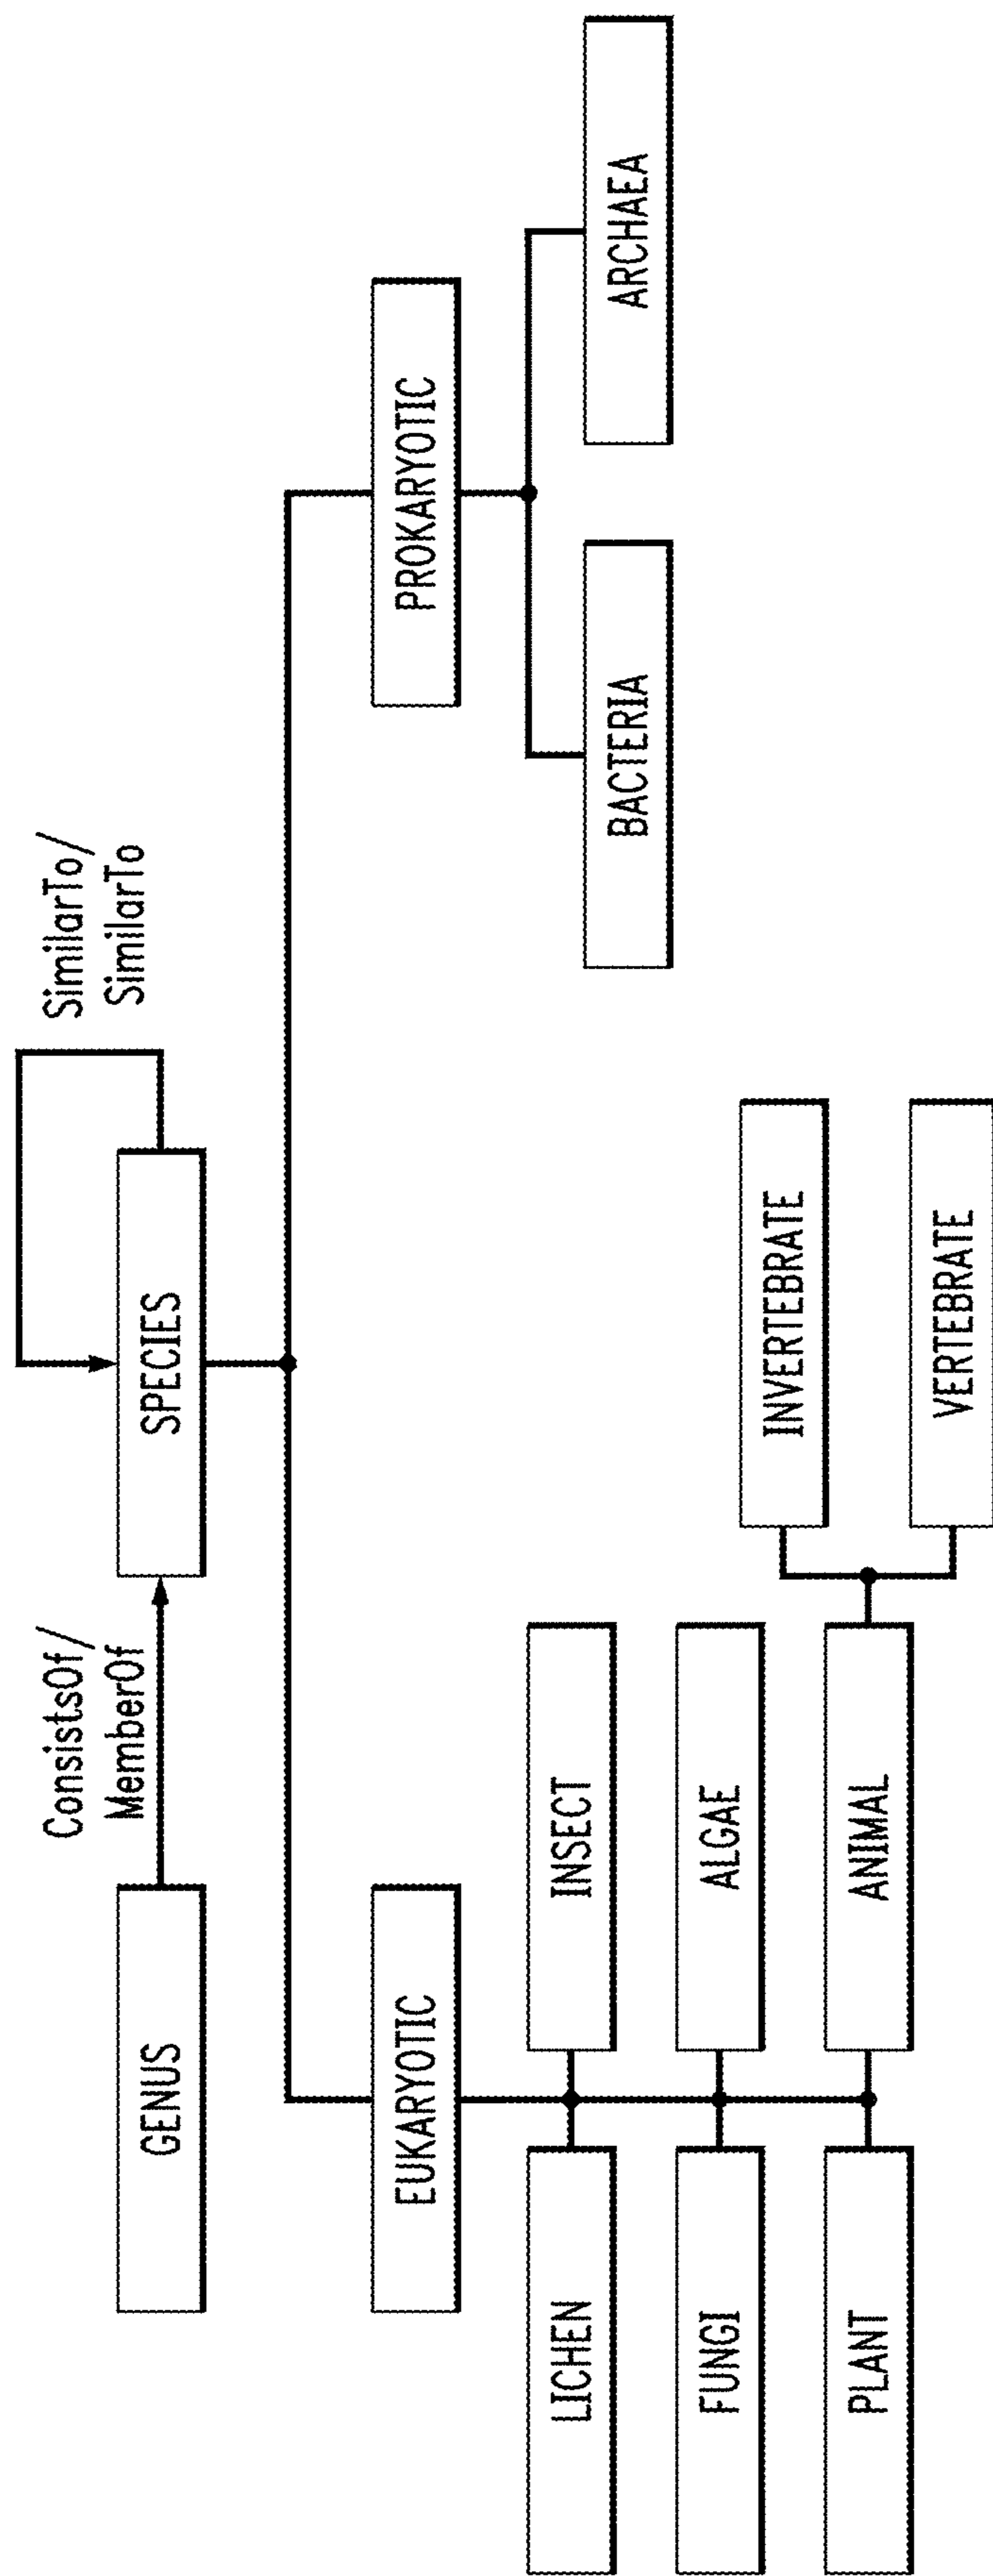 SimilarTo/
SimilarTo
ConsistsOf/
MemberOf
GENUS
SPECIES
EUKARYOTIC
PROKARYOTIC
LICHEN
INSECT
BACTERIA
ARCHAEA
FUNGI
ALGAE
PLANT
ANIMAL
INVERTEBRATE
VERTEBRATE